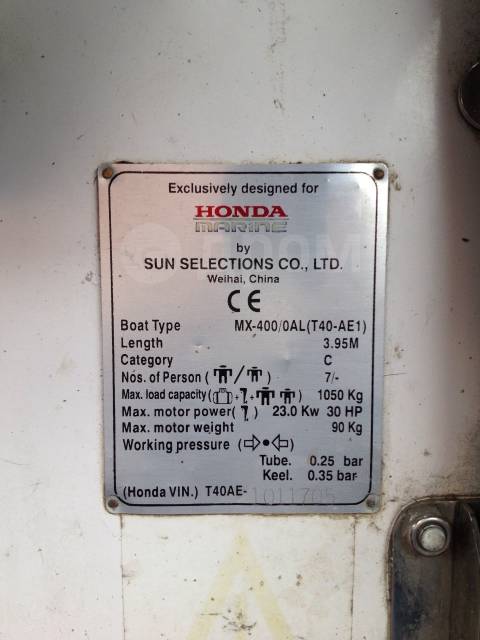 Exclusively designed for
HONDA
MARINE
by
SUN SELECTIONS CO., LTD.
Weihai, China
CE
Boat Type MX-400/0AL(T40-AE1)
Length 3.95M
Category C
Nos. of Person ( / ) 7/-
Max. load capacity( + + ) 1050 Kg
Max. motor power( ) 23.0 Kw 30 HP
Max. motor weight 90 Kg
Working pressure ( )
Tube. 0.25 bar
Keel. 0.35 bar
(Honda VIN.) T40AE-1011705